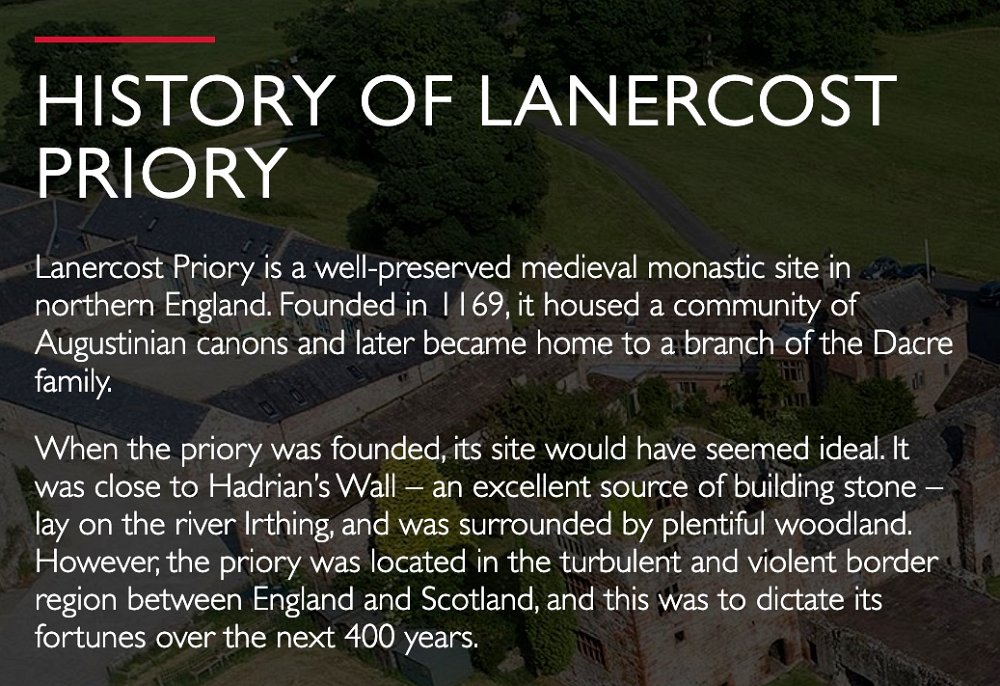 HISTORY OF LANERCOST
PRIORY
Lanercost Priory is a well-preserved medieval monastic site in
northern England. Founded in 1169, it housed a community of
Augustinian canons and later became home to a branch of the Dacre
family.
When the priory was founded, its site would have seemed ideal. It
was close to Hadrian’s Wall – an excellent source of building stone –
lay on the river Irthing, and was surrounded by plentiful woodland.
However, the priory was located in the turbulent and violent border
region between England and Scotland, and this was to dictate its
fortunes over the next 400 years.